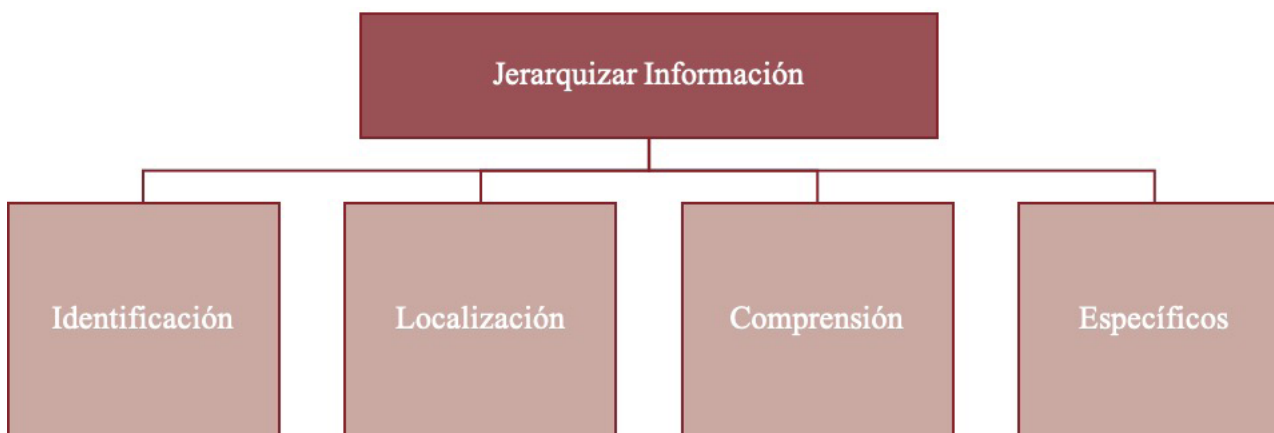 Jerarquizar Información
Identificación
Localización
Comprensión
Específicos